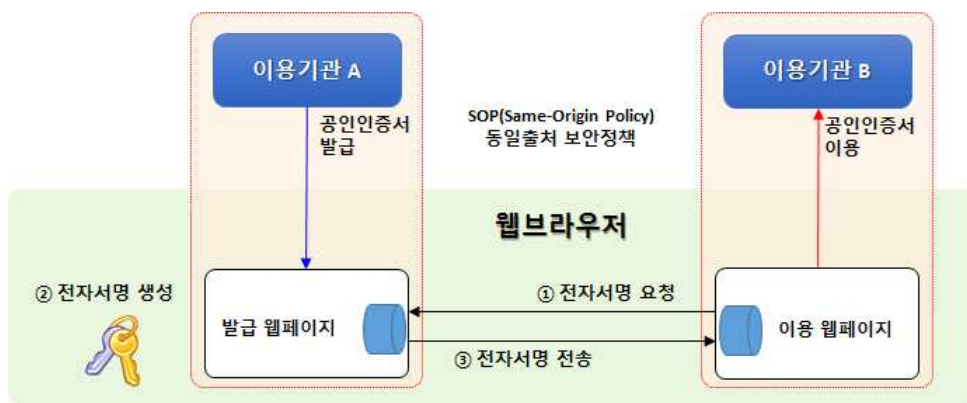 이용기관 A
이용기관 B
공인인증서
발급
SOP(Same-Origin Policy)
동일출처 보안정책
공인인증서
이용
웹브라우저
② 전자서명 생성
① 전자서명 요청
발급 웹페이지
이용 웹페이지
③ 전자서명 전송